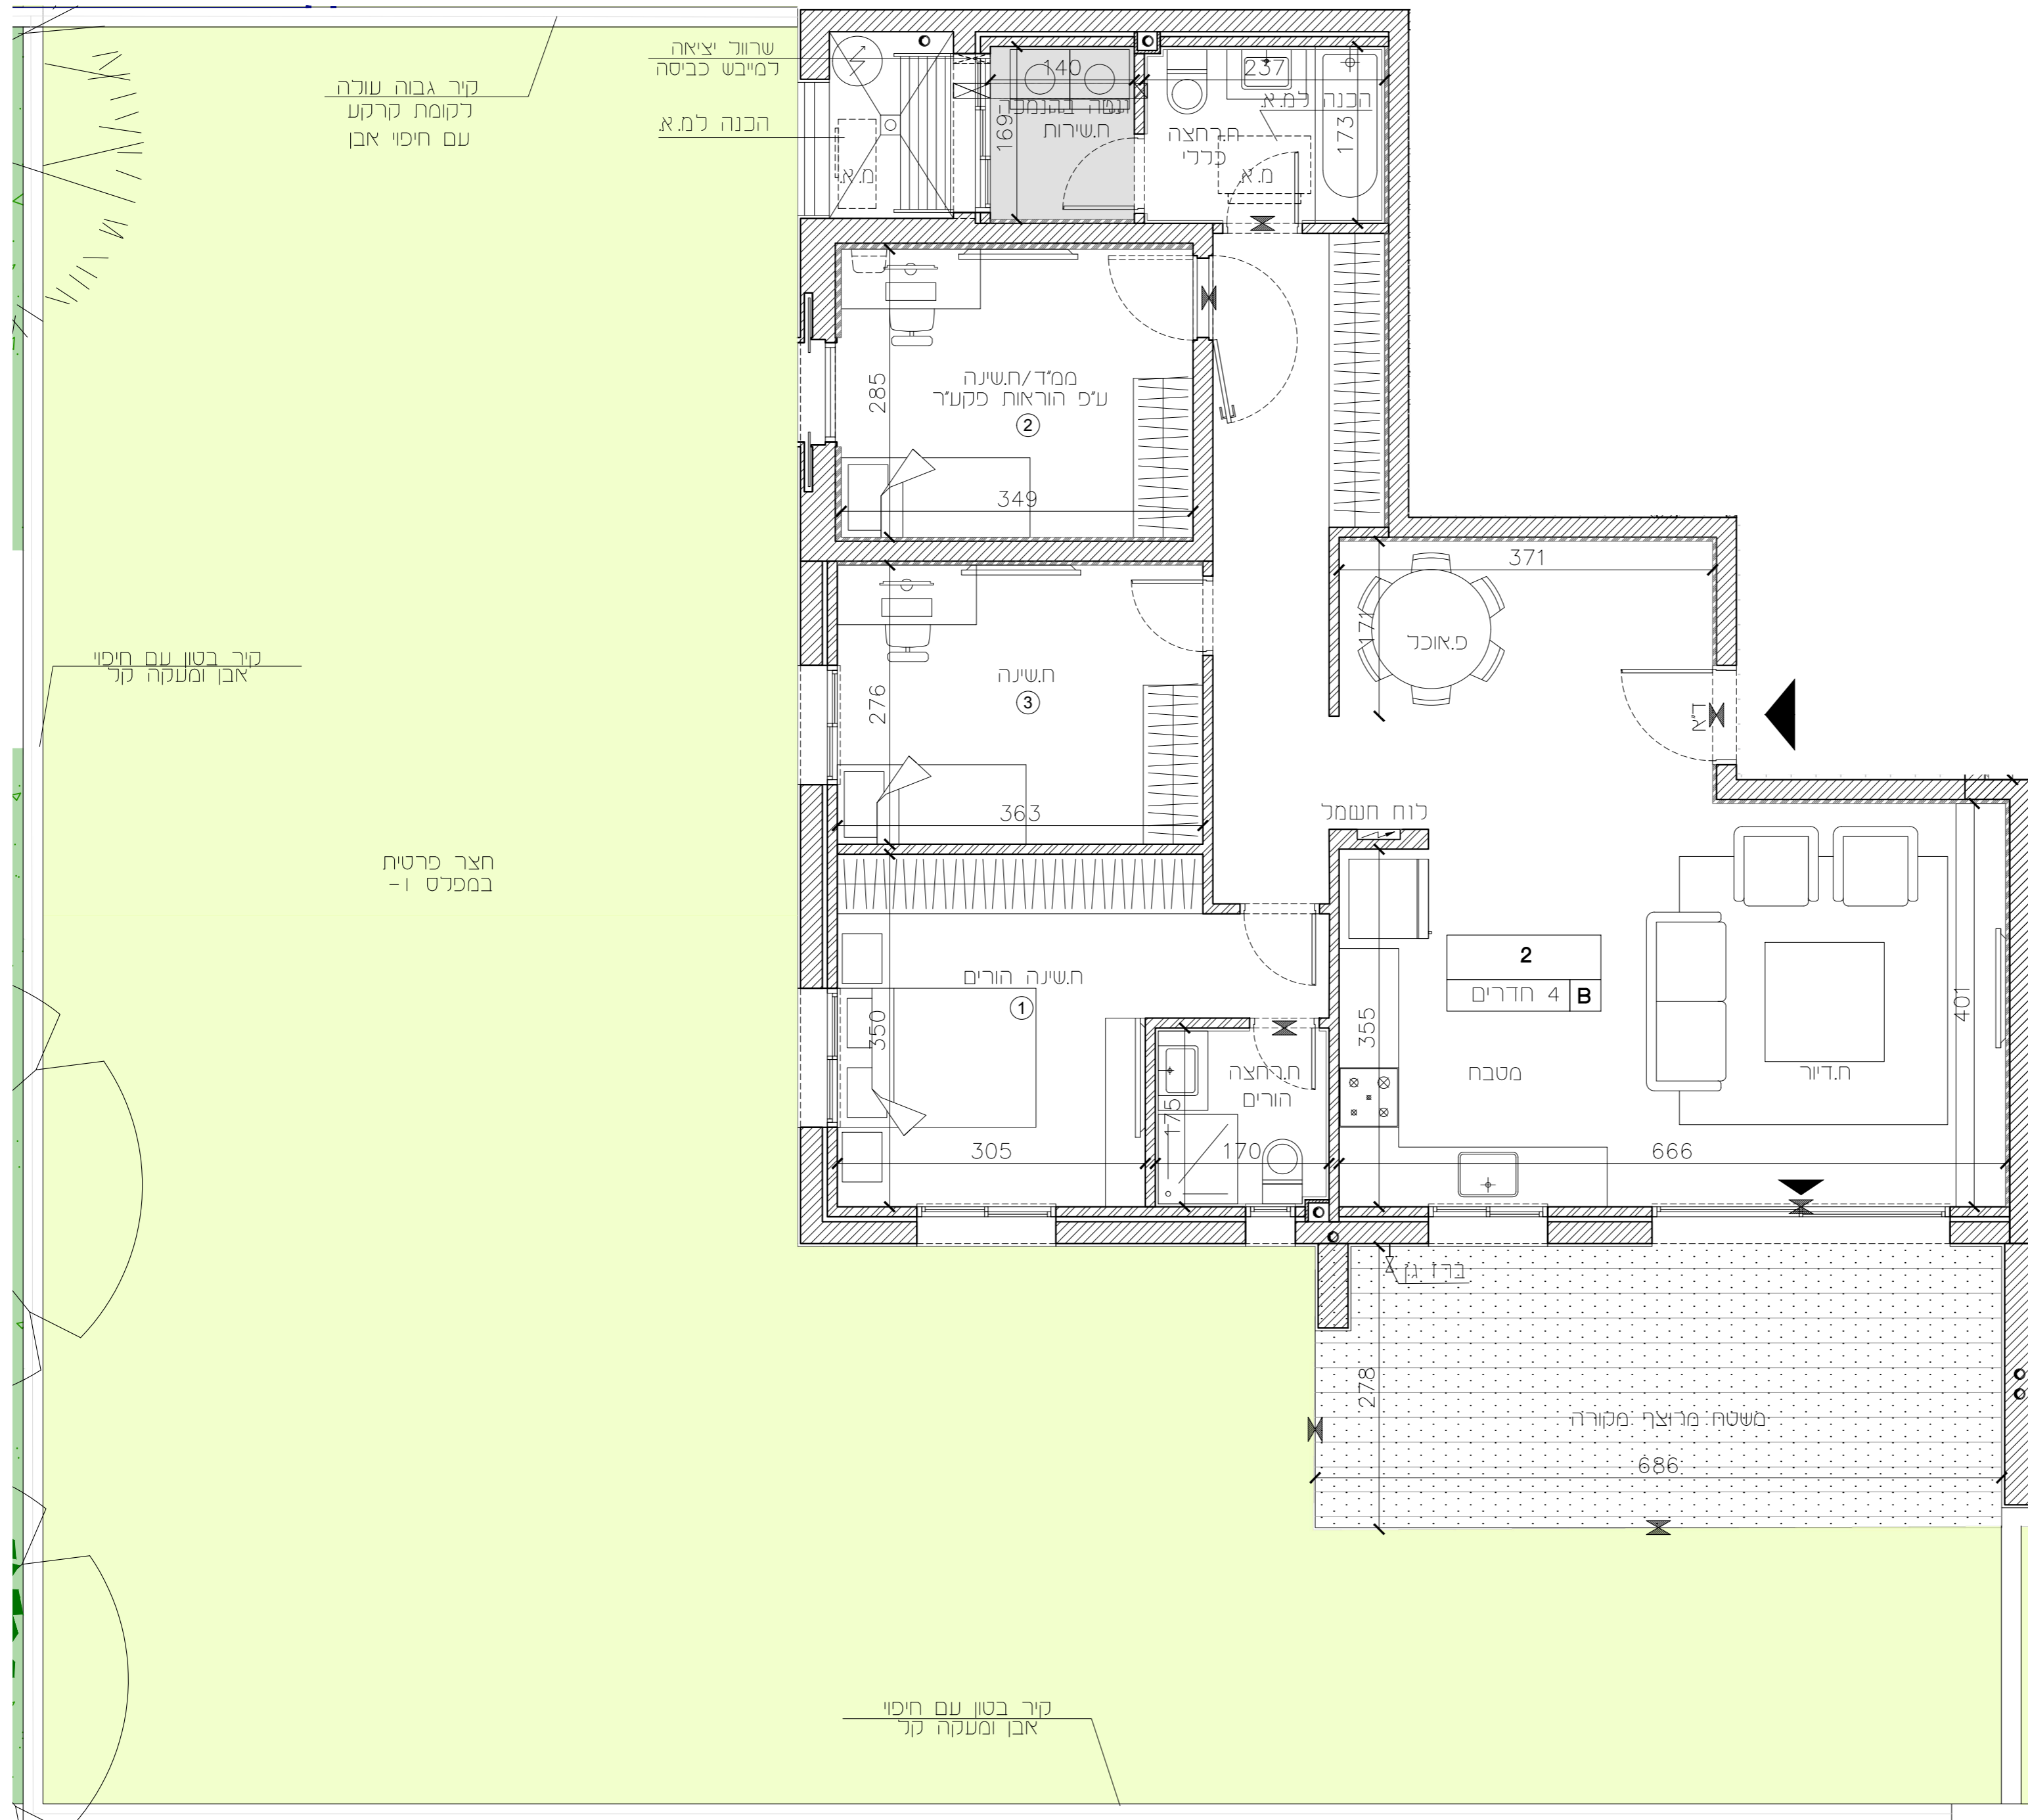 שרוול יציאה
למייבש כביסה
קיר גבוה עולה
לקומת קרקע
עם חיפוי אבן
הכנה למ.א.
מ.א.
140
169
ח.שירות
237
הכנה למ.א.
173
ח.רחצה
כללי
מ.א.
285
ממ"ד/ח.שינה
ע"פ הוראות פקע"ר
2
349
371
171
פ.אוכל
קיר בטון עם חיפוי
אבן ומעקה קל
276
ח.שינה
3
363
לוח חשמל
חצר פרטית
במפלס 1-
2
4 חדרים
B
ח.שינה הורים
1
350
355
401
מטבח
ח.דיור
ח.רחצה
הורים
175
305
170
666
ברז גן
278
משטח מרוצף מקורה
686
קיר בטון עם חיפוי
אבן ומעקה קל